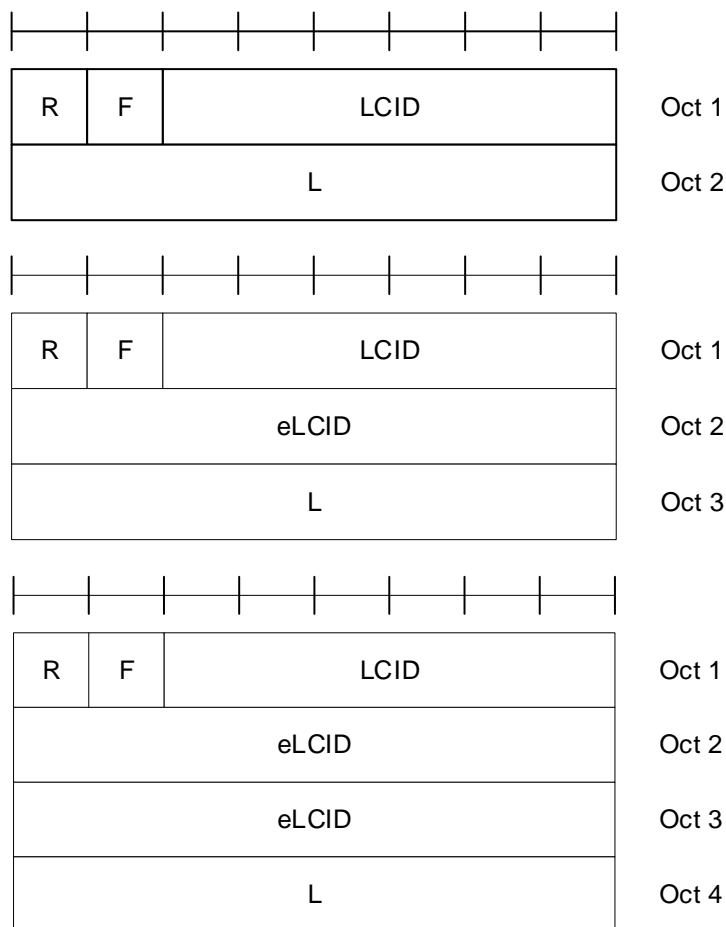 R F LCID Oct 1
L Oct 2
R F LCID Oct 1
eLCID Oct 2
L Oct 3
R F LCID Oct 1
eLCID Oct 2
eLCID Oct 3
L Oct 4